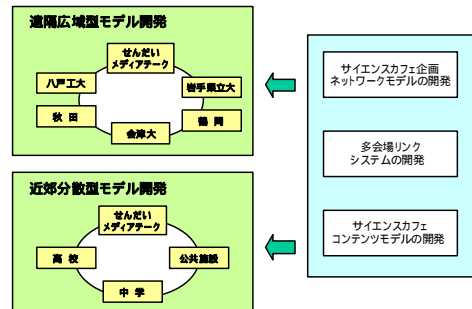 遠隔広域型モデル開発
せんだい
メディアテーク
八戸工大
岩手県立大
秋 田
鶴 岡
会津大
近郊分散型モデル開発
せんだい
メディアテーク
高 校
公共施設
中 学
サイエンスカフェ企画
ネットワークモデルの開発
多会場リンク
システムの開発
サイエンスカフェ
コンテンツモデルの開発